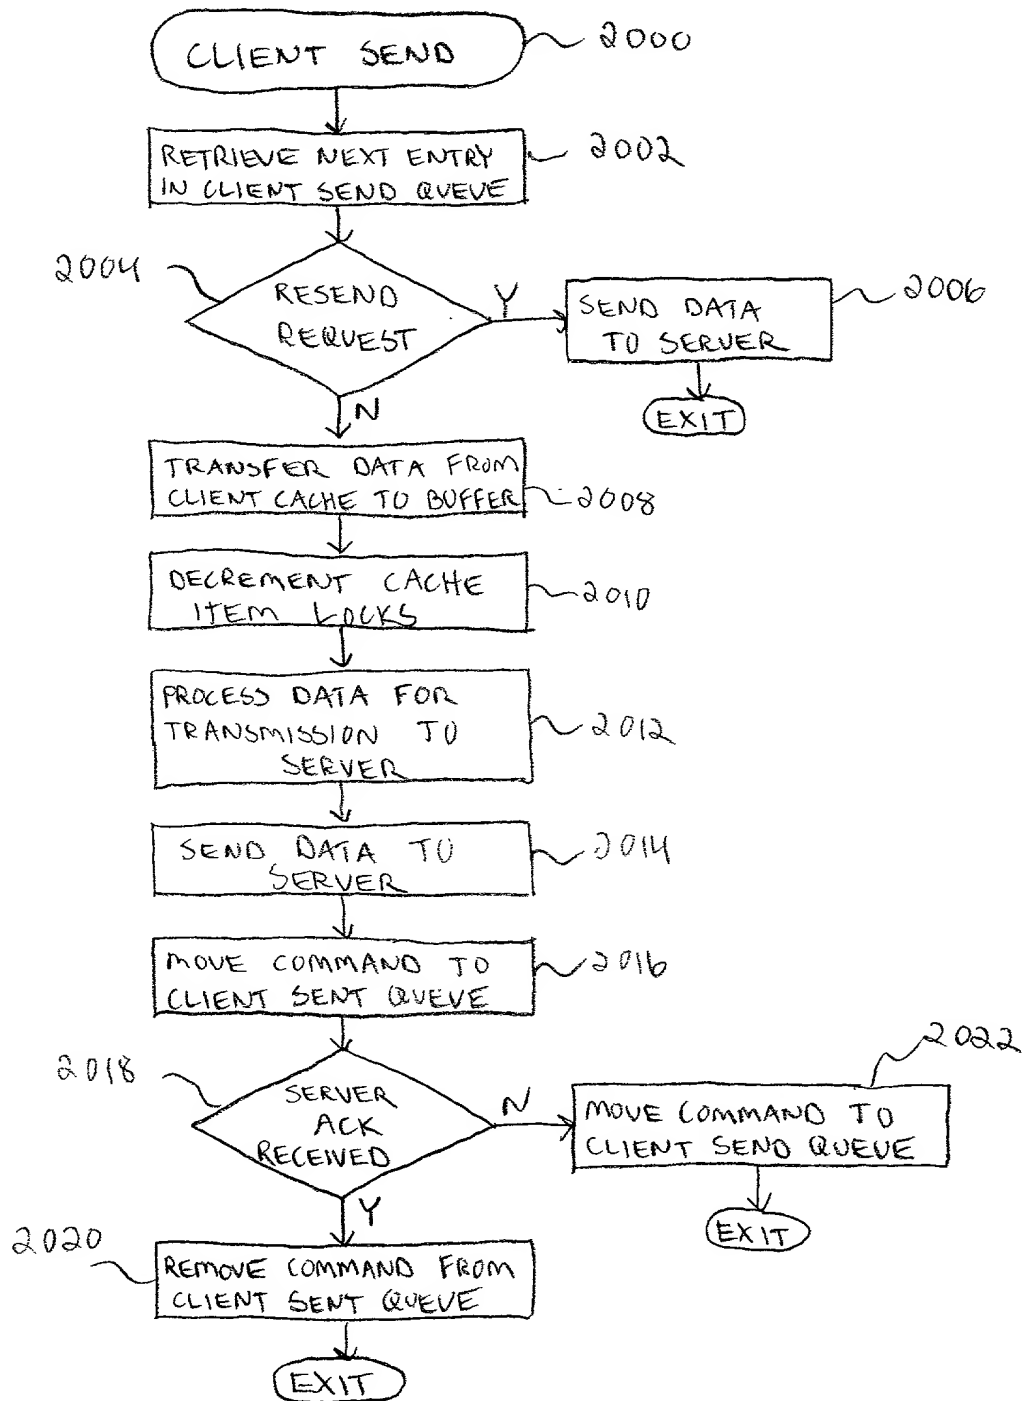 CLIENT SEND
2000
RETRIEVE NEXT ENTRY
IN CLIENT SEND QUEUE
2002
2004
RESEND
REQUEST
Y
SEND DATA
TO SERVER
2006
EXIT
N
TRANSFER DATA FROM
CLIENT CACHE TO BUFFER
2008
DECREMENT CACHE
ITEM LOCKS
2010
PROCESS DATA FOR
TRANSMISSION TO
SERVER
2012
SEND DATA TO
SERVER
2014
MOVE COMMAND TO
CLIENT SENT QUEUE
2016
2018
SERVER
ACK
RECEIVED
N
2022
MOVE COMMAND TO
CLIENT SEND QUEUE
EXIT
Y
2020
REMOVE COMMAND FROM
CLIENT SENT QUEUE
EXIT